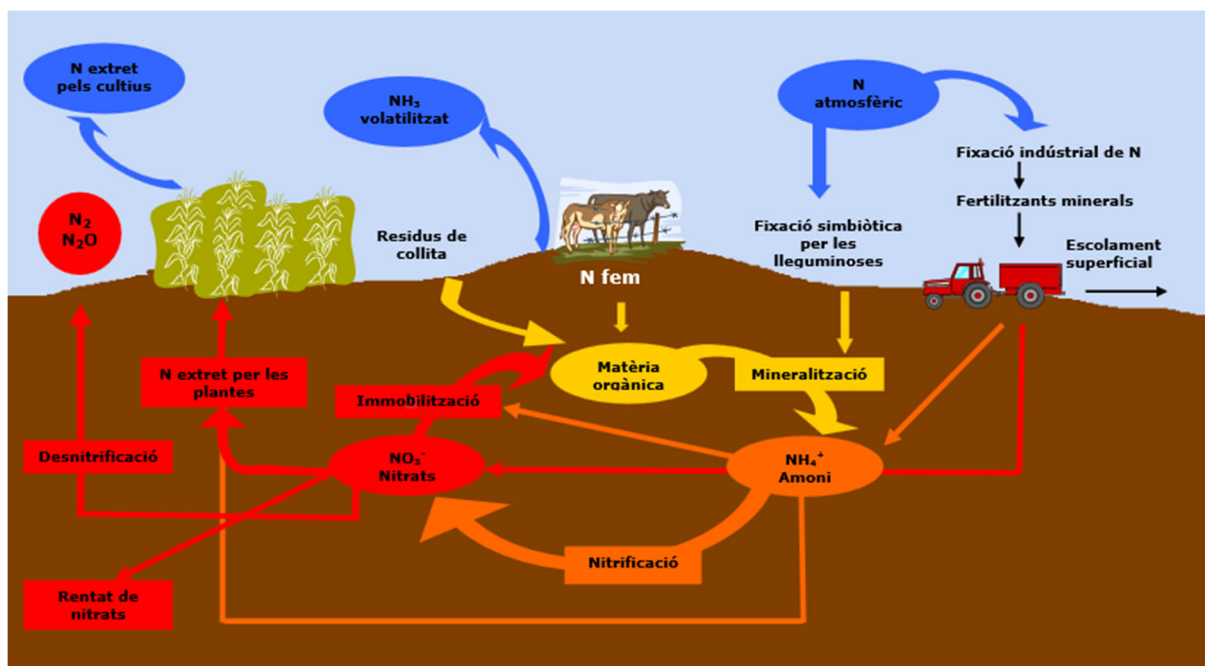 N extret
pels cultius
NH₃
volatilitzat
N
atmosfèric
Fixació indústrial de N
Fertilitzants minerals
Escolament
superficial
N₂
N₂O
Residus de
collita
N fem
Fixació simbiòtica
per les
lleguminoses
N extret per les
plantes
Immobilització
Matèria
orgànica
Mineralització
Desnitrificació
NO₃⁻
Nitrats
NH₄⁺
Amoni
Nitrificació
Rentat de
nitrats